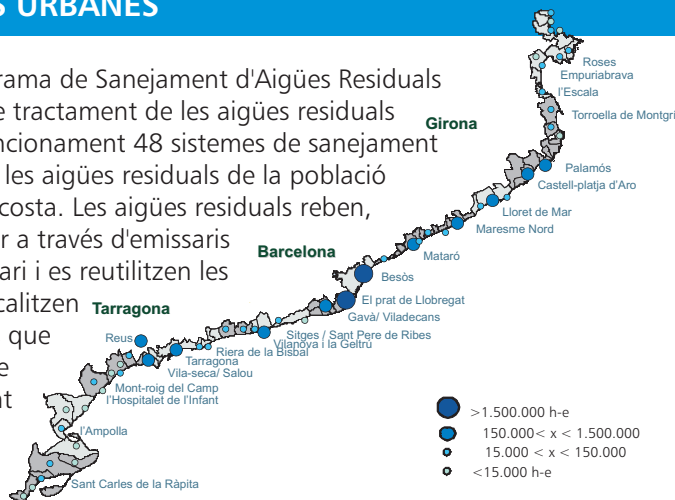 S URBANES
rama de Sanejament d'Aigües Residuals
e tractament de les aigües residuals
ncionament 48 sistemes de sanejament
les aigües residuals de la població
costa. Les aigües residuals reben,
r a través d'emissaris
ari i es reutilitzen les
calitzen
que
e
nt
Girona
Barcelona
Tarragona
Roses
Empuriabrava
l'Escala
Torroella de Montgrí
Palamós
Castell-platja d'Aro
Lloret de Mar
Maresme Nord
Mataró
Besòs
El prat de Llobregat
Gavà/ Viladecans
Sitges / Sant Pere de Ribes
Vilanova i la Geltrú
Riera de la Bisbal
Reus
Tarragona
Vila-seca/ Salou
Mont-roig del Camp
l'Hospitalet de l'Infant
l'Ampolla
Sant Carles de la Ràpita
>1.500.000 h-e
150.000< x < 1.500.000
15.000 < x < 150.000
<15.000 h-e